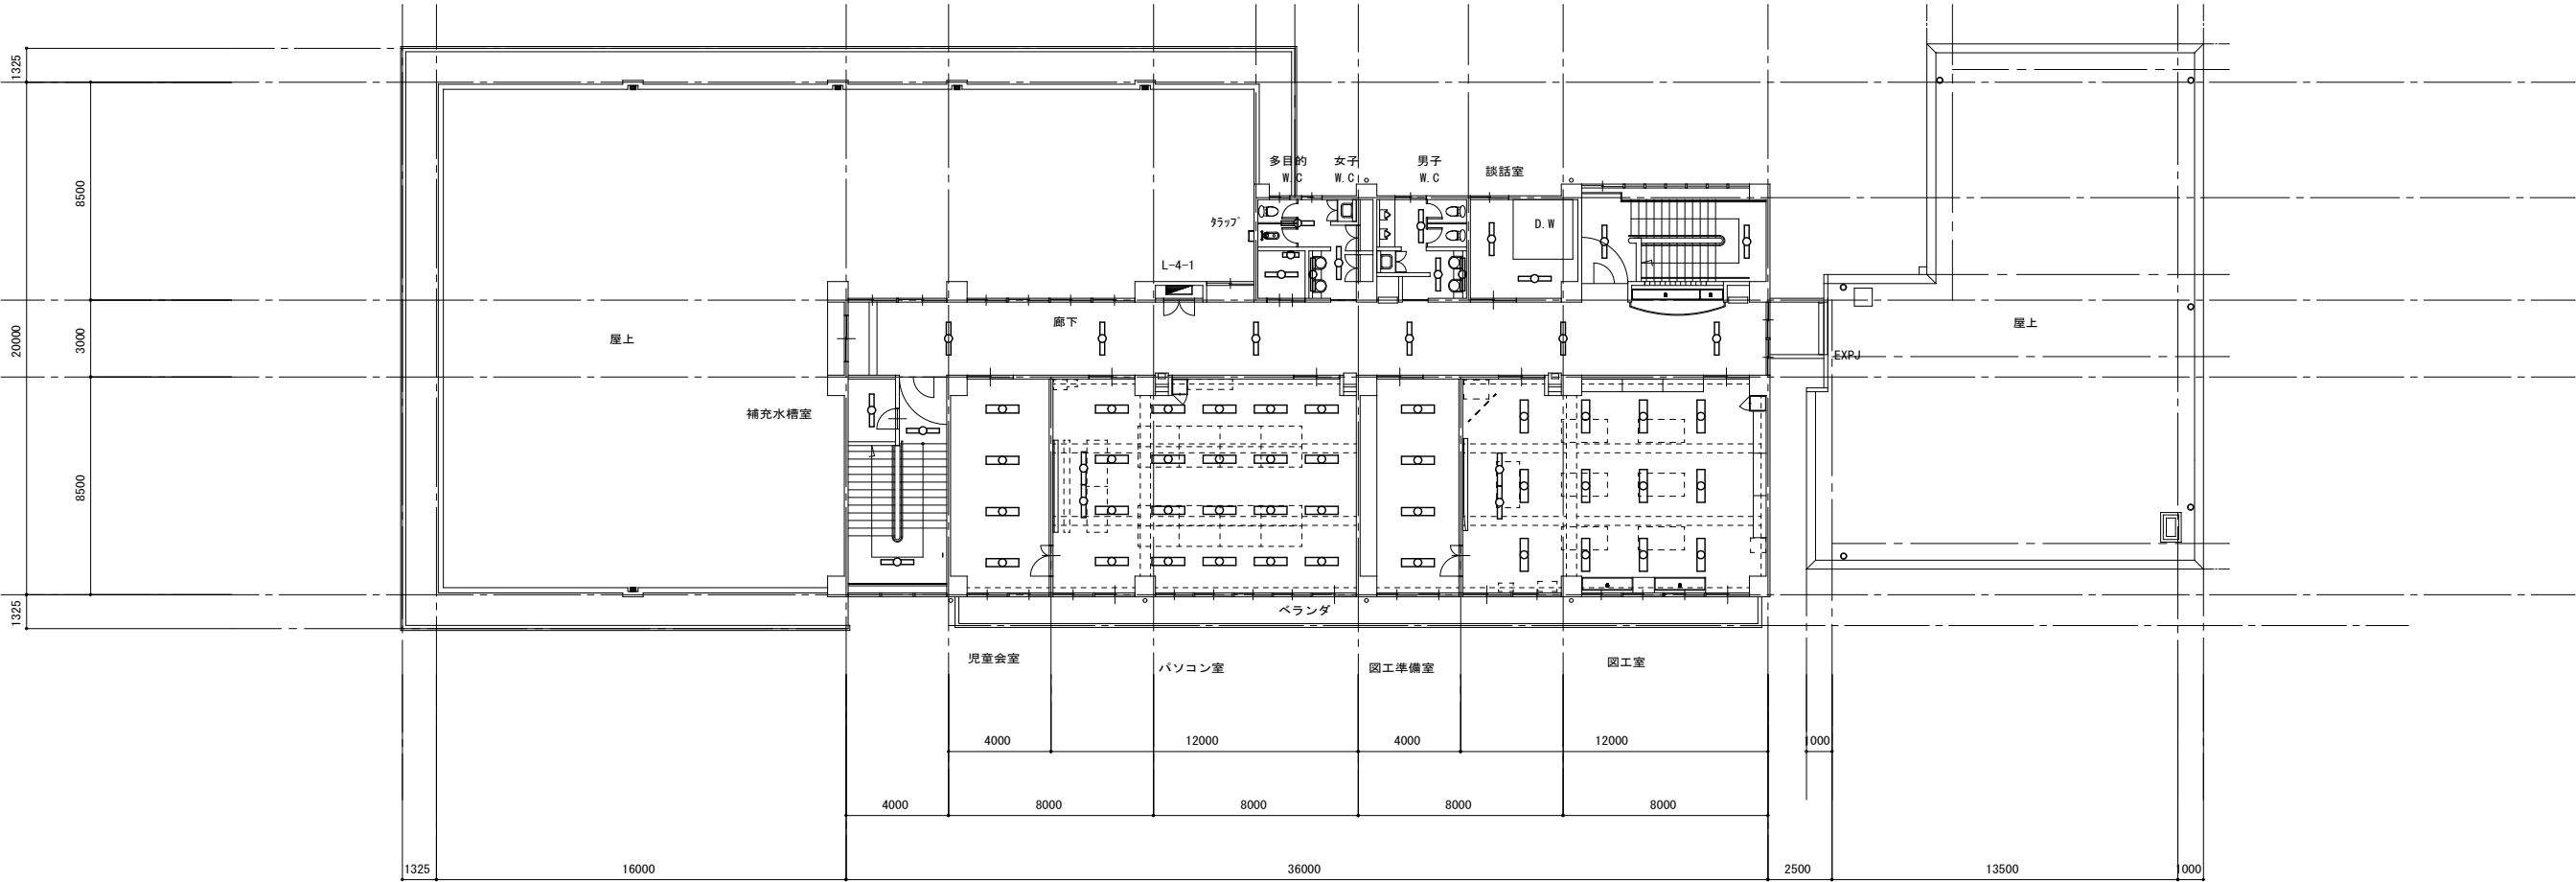 1325
8500
20000
3000
8500
1325
多目的
W.C
女子
W.C
男子
W.C
談話室
D.W
タラップ
L-4-1
屋上
廊下
屋上
EXPJ
補充水槽室
ベランダ
児童会室
パソコン室
図工準備室
図工室
4000
12000
4000
12000
1000
4000
8000
8000
8000
8000
1325
16000
36000
2500
13500
1000